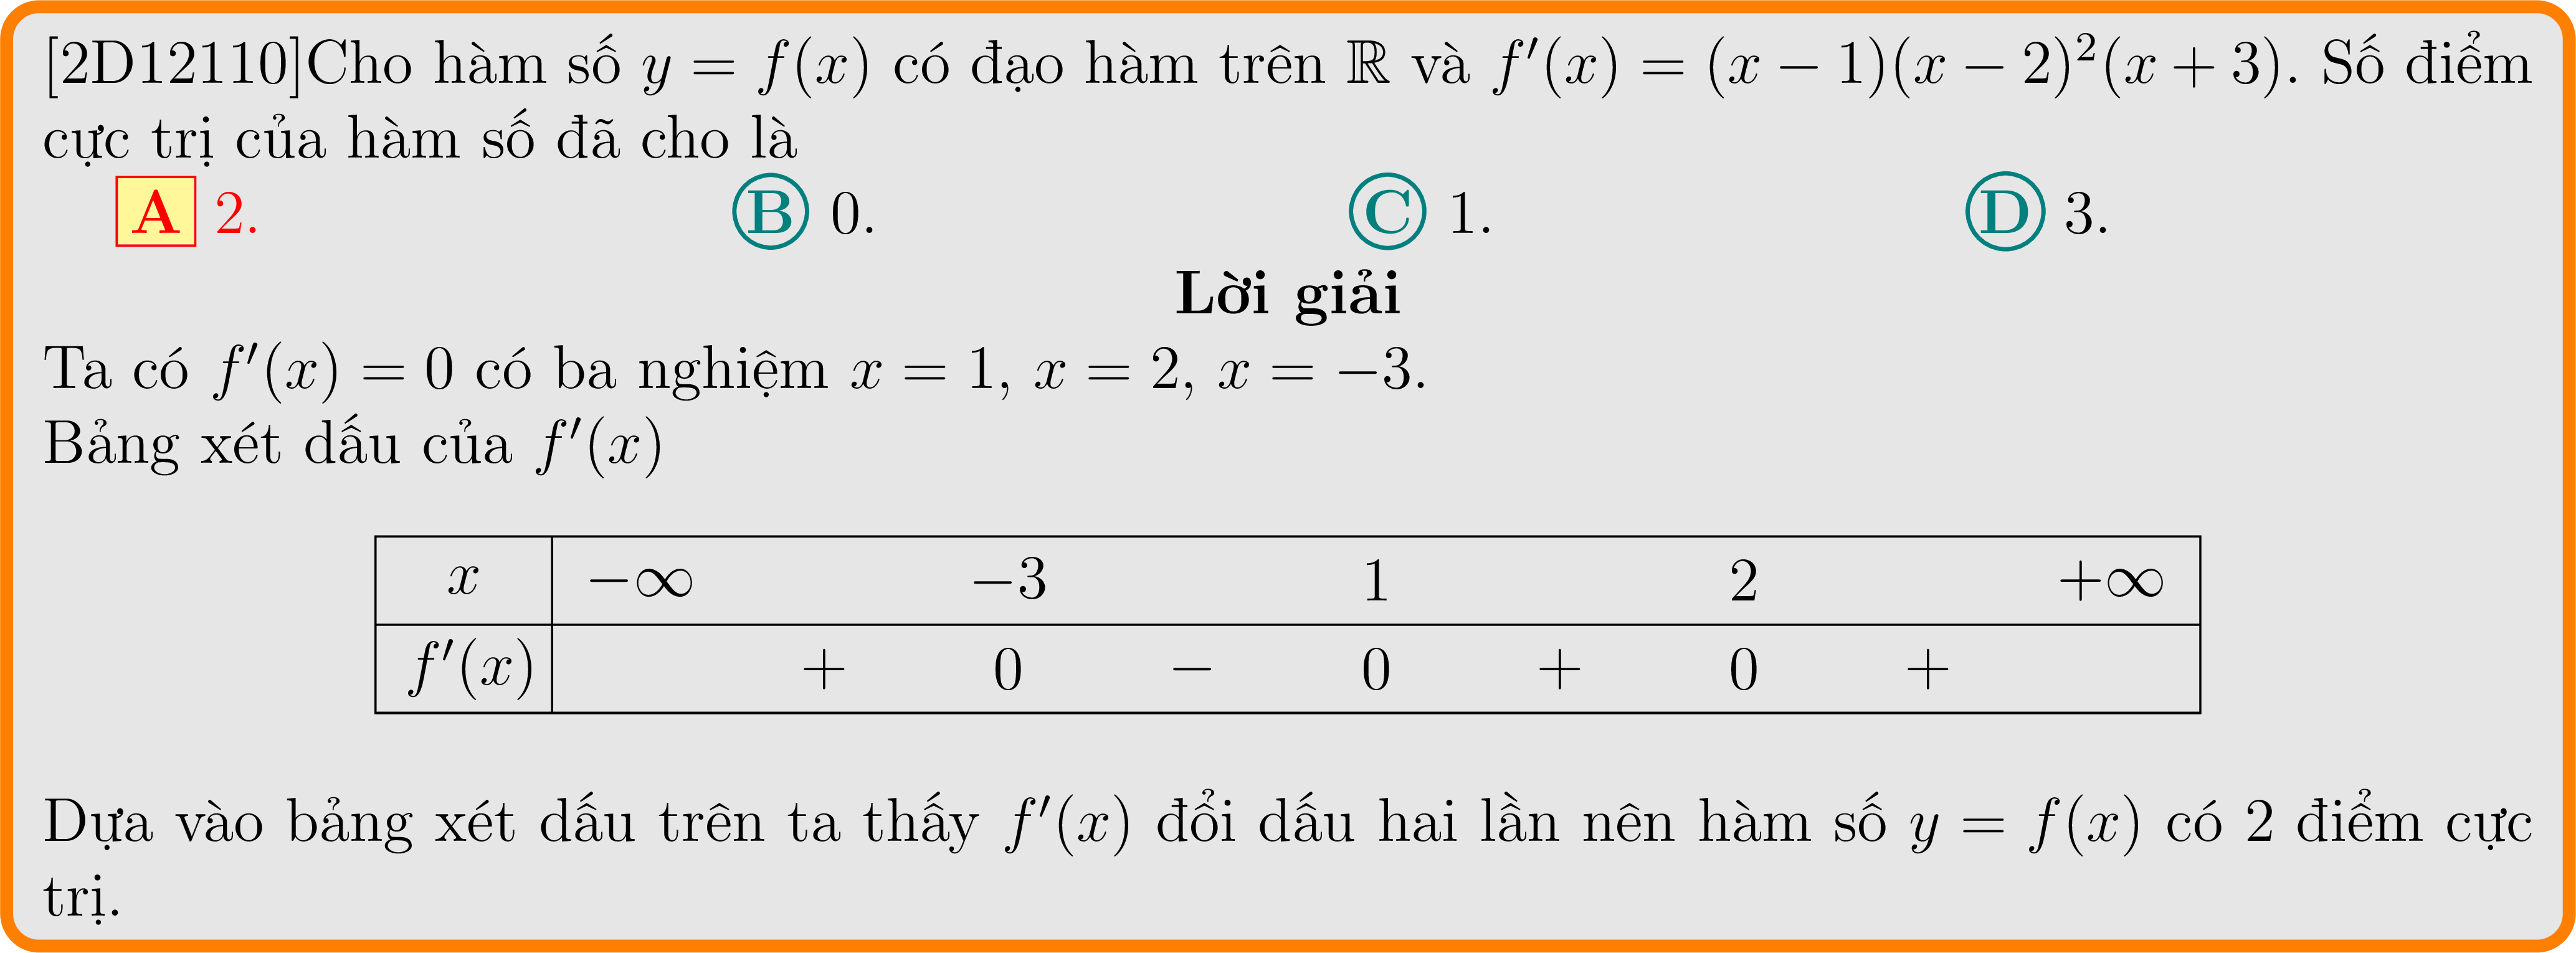 [2D12110]Cho hàm số y = f(x) có đạo hàm trên ℝ và f′(x) = (x − 1)(x − 2)²(x + 3). Số điểm
cực trị của hàm số đã cho là
A 2. B 0. C 1. D 3.
Lời giải
Ta có f′(x) = 0 có ba nghiệm x = 1, x = 2, x = −3.
Bảng xét dấu của f′(x)
x −∞ −3 1 2 +∞
f′(x) + 0 − 0 + 0 +
Dựa vào bảng xét dấu trên ta thấy f′(x) đổi dấu hai lần nên hàm số y = f(x) có 2 điểm cực
trị.